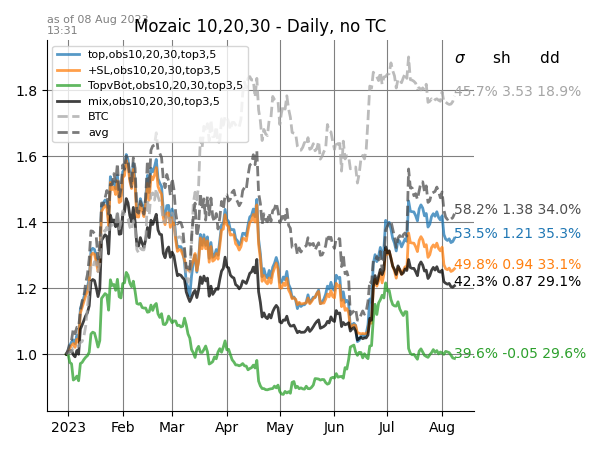 as of 08 Aug 2023
13:31
Mozaic 10,20,30 - Daily, no TC
top,obs10,20,30,top3,5
+SL,obs10,20,30,top3,5
TopvBot,obs10,20,30,top3,5
mix,obs10,20,30,top3,5
BTC
avg
σ sh dd
45.7% 3.53 18.9%
58.2% 1.38 34.0%
53.5% 1.21 35.3%
49.8% 0.94 33.1%
42.3% 0.87 29.1%
39.6% -0.05 29.6%
1.8
1.6
1.4
1.2
1.0
2023 Feb Mar Apr May Jun Jul Aug